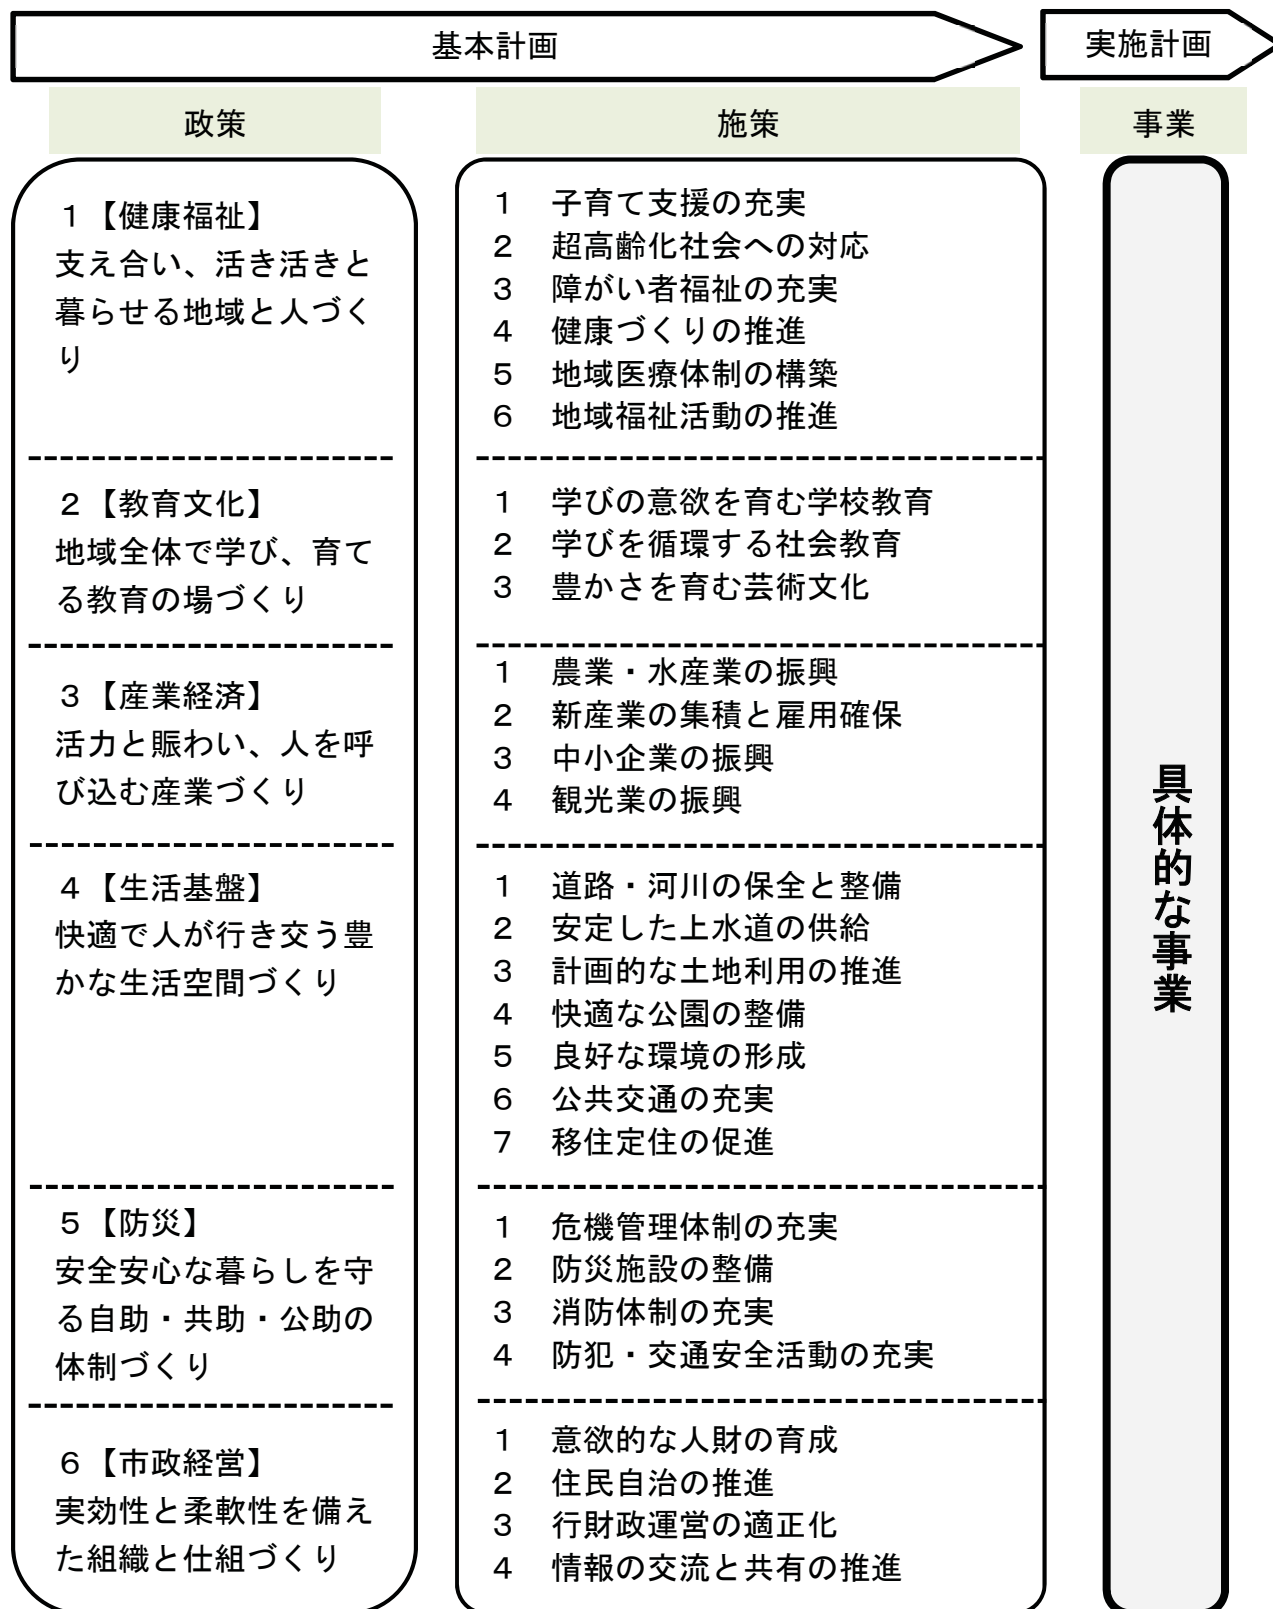 基本計画
実施計画
政策
施策
事業
１【健康福祉】
支え合い、活き活きと
暮らせる地域と人づく
り
1 子育て支援の充実
2 超高齢化社会への対応
3 障がい者福祉の充実
4 健康づくりの推進
5 地域医療体制の構築
6 地域福祉活動の推進
２【教育文化】
地域全体で学び、育て
る教育の場づくり
1 学びの意欲を育む学校教育
2 学びを循環する社会教育
3 豊かさを育む芸術文化
３【産業経済】
活力と賑わい、人を呼
び込む産業づくり
1 農業・水産業の振興
2 新産業の集積と雇用確保
3 中小企業の振興
4 観光業の振興
４【生活基盤】
快適で人が行き交う豊
かな生活空間づくり
1 道路・河川の保全と整備
2 安定した上水道の供給
3 計画的な土地利用の推進
4 快適な公園の整備
5 良好な環境の形成
6 公共交通の充実
7 移住定住の促進
５【防災】
安全安心な暮らしを守
る自助・共助・公助の
体制づくり
1 危機管理体制の充実
2 防災施設の整備
3 消防体制の充実
4 防犯・交通安全活動の充実
６【市政経営】
実効性と柔軟性を備え
た組織と仕組づくり
1 意欲的な人財の育成
2 住民自治の推進
3 行財政運営の適正化
4 情報の交流と共有の推進
具体的な事業